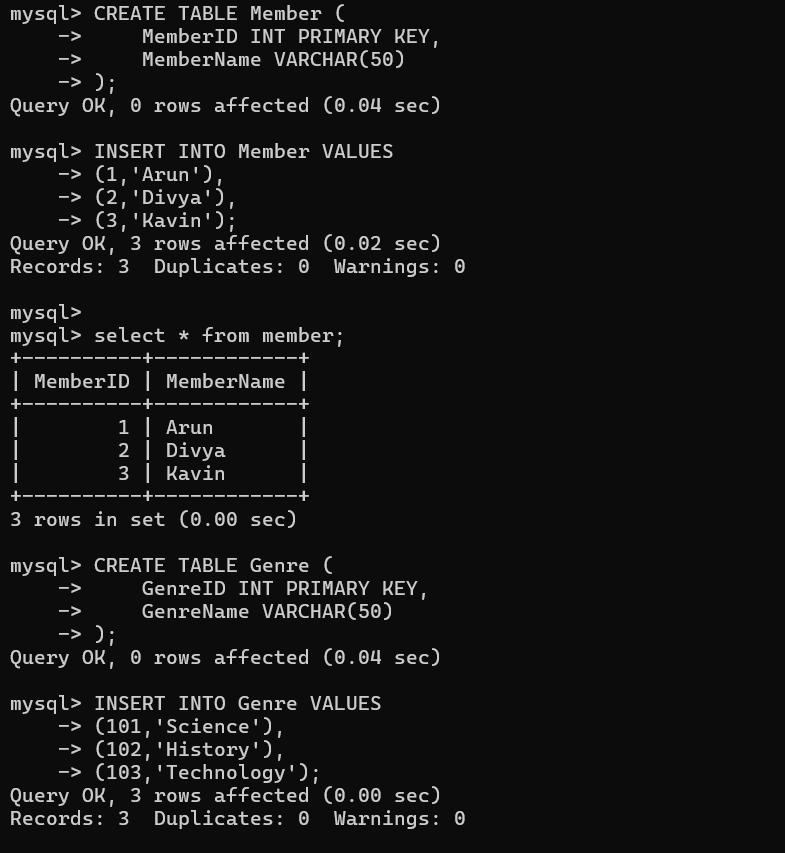 mysql> CREATE TABLE Member (
    ->     MemberID INT PRIMARY KEY,
    ->     MemberName VARCHAR(50)
    -> );
Query OK, 0 rows affected (0.04 sec)

mysql> INSERT INTO Member VALUES
    -> (1,'Arun'),
    -> (2,'Divya'),
    -> (3,'Kavin');
Query OK, 3 rows affected (0.02 sec)
Records: 3  Duplicates: 0  Warnings: 0

mysql>
mysql> select * from member;
+----------+------------+
| MemberID | MemberName |
+----------+------------+
|        1 | Arun       |
|        2 | Divya      |
|        3 | Kavin      |
+----------+------------+
3 rows in set (0.00 sec)

mysql> CREATE TABLE Genre (
    ->     GenreID INT PRIMARY KEY,
    ->     GenreName VARCHAR(50)
    -> );
Query OK, 0 rows affected (0.04 sec)

mysql> INSERT INTO Genre VALUES
    -> (101,'Science'),
    -> (102,'History'),
    -> (103,'Technology');
Query OK, 3 rows affected (0.00 sec)
Records: 3  Duplicates: 0  Warnings: 0